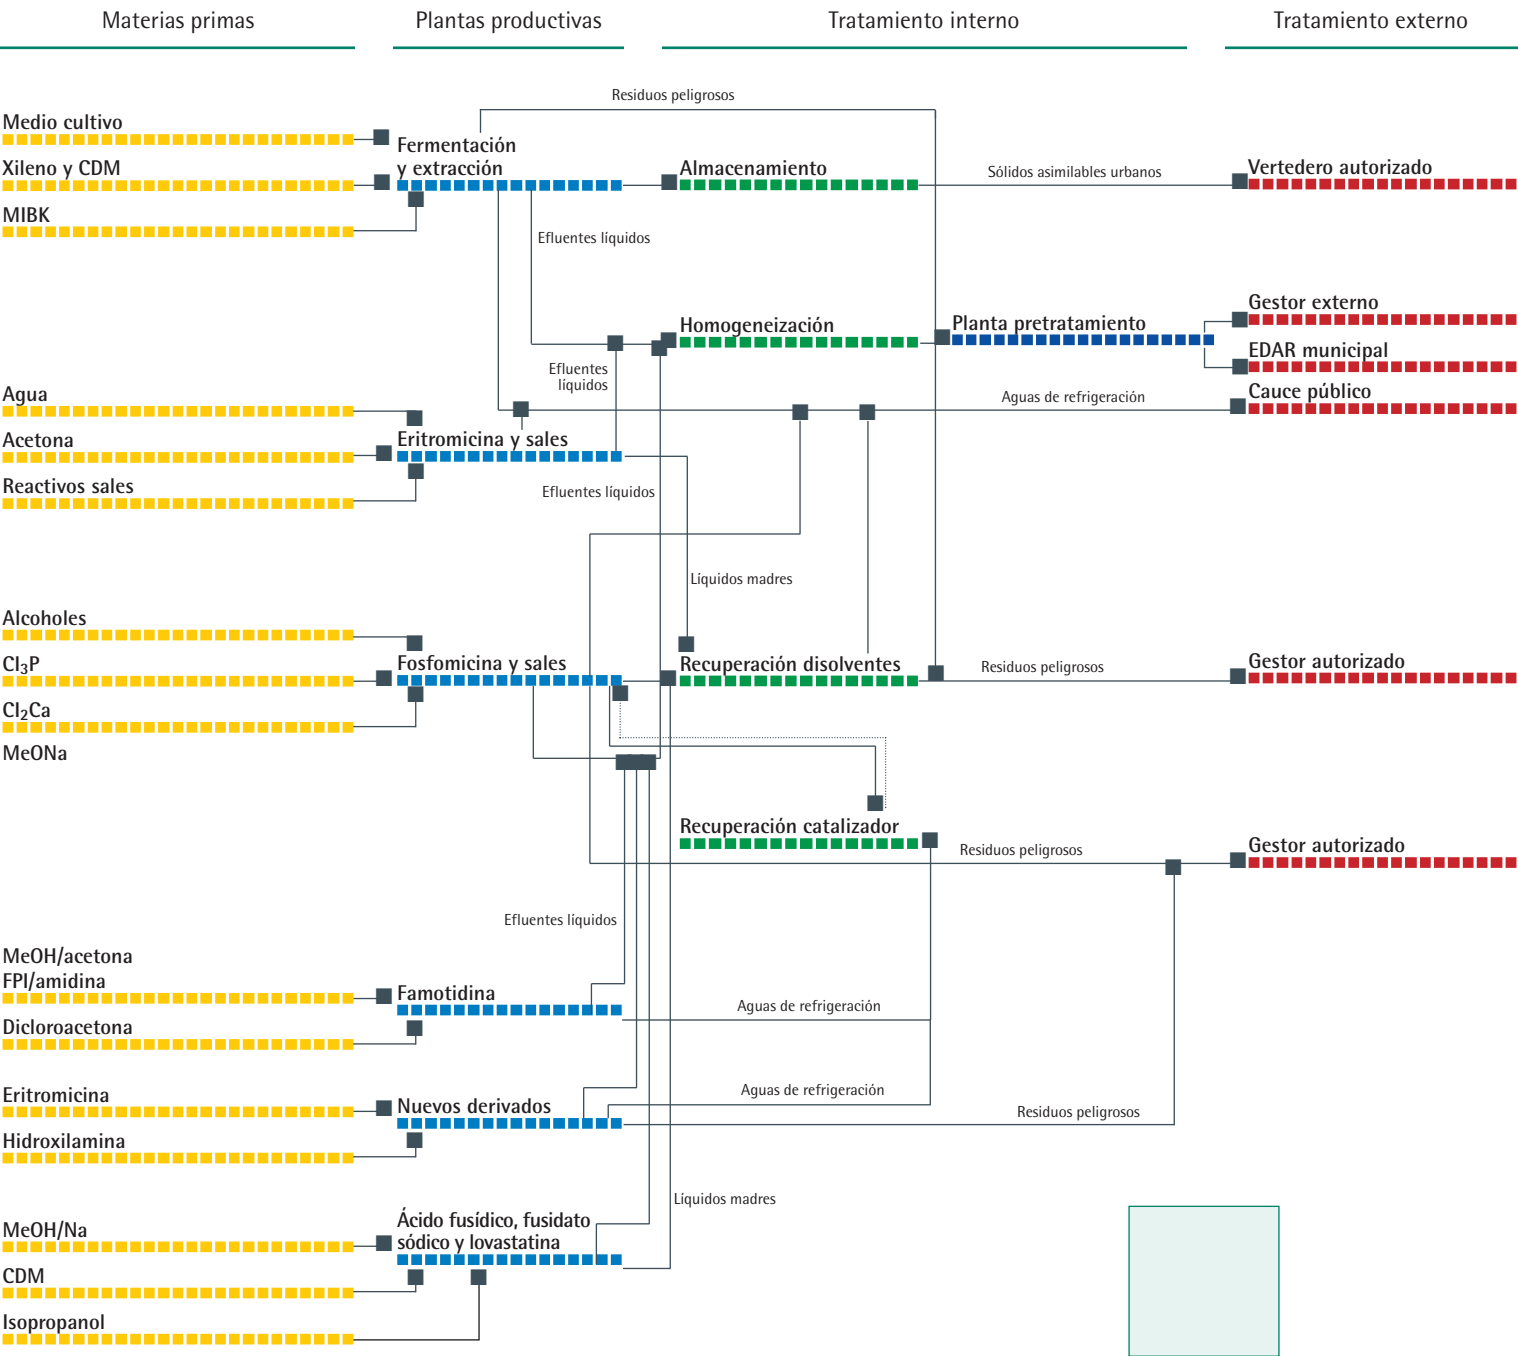 Materias primas
Plantas productivas
Tratamiento interno
Tratamiento externo
Residuos peligrosos
Medio cultivo
Fermentación
y extracción
Xileno y CDM
Almacenamiento
Sólidos asimilables urbanos
Vertedero autorizado
MIBK
Efluentes líquidos
Gestor externo
Homogeneización
Planta pretratamiento
EDAR municipal
Efluentes
líquidos
Agua
Aguas de refrigeración
Cauce público
Acetona
Eritromicina y sales
Reactivos sales
Efluentes líquidos
Líquidos madres
Alcoholes
Cl₃P
Fosfomicina y sales
Recuperación disolventes
Residuos peligrosos
Gestor autorizado
Cl₂Ca
MeONa
Recuperación catalizador
Residuos peligrosos
Gestor autorizado
Efluentes líquidos
MeOH/acetona
FPI/amidina
Famotidina
Aguas de refrigeración
Dicloroacetona
Eritromicina
Nuevos derivados
Aguas de refrigeración
Residuos peligrosos
Hidroxilamina
Líquidos madres
MeOH/Na
Ácido fusídico, fusidato
sódico y lovastatina
CDM
Isopropanol